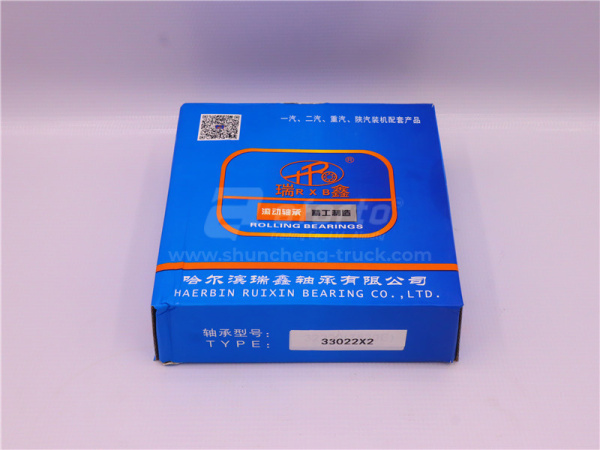 一汽、二汽、重汽、陕汽装机配套产品
HPR ®
瑞RXB鑫
滚动轴承 精工制造
ROLLING BEARINGS
www.shuncheng-truck.com
哈尔滨瑞鑫轴承有限公司
HAERBIN RUIXIN BEARING CO.,LTD.
轴承型号:
TYPE: 33022X2